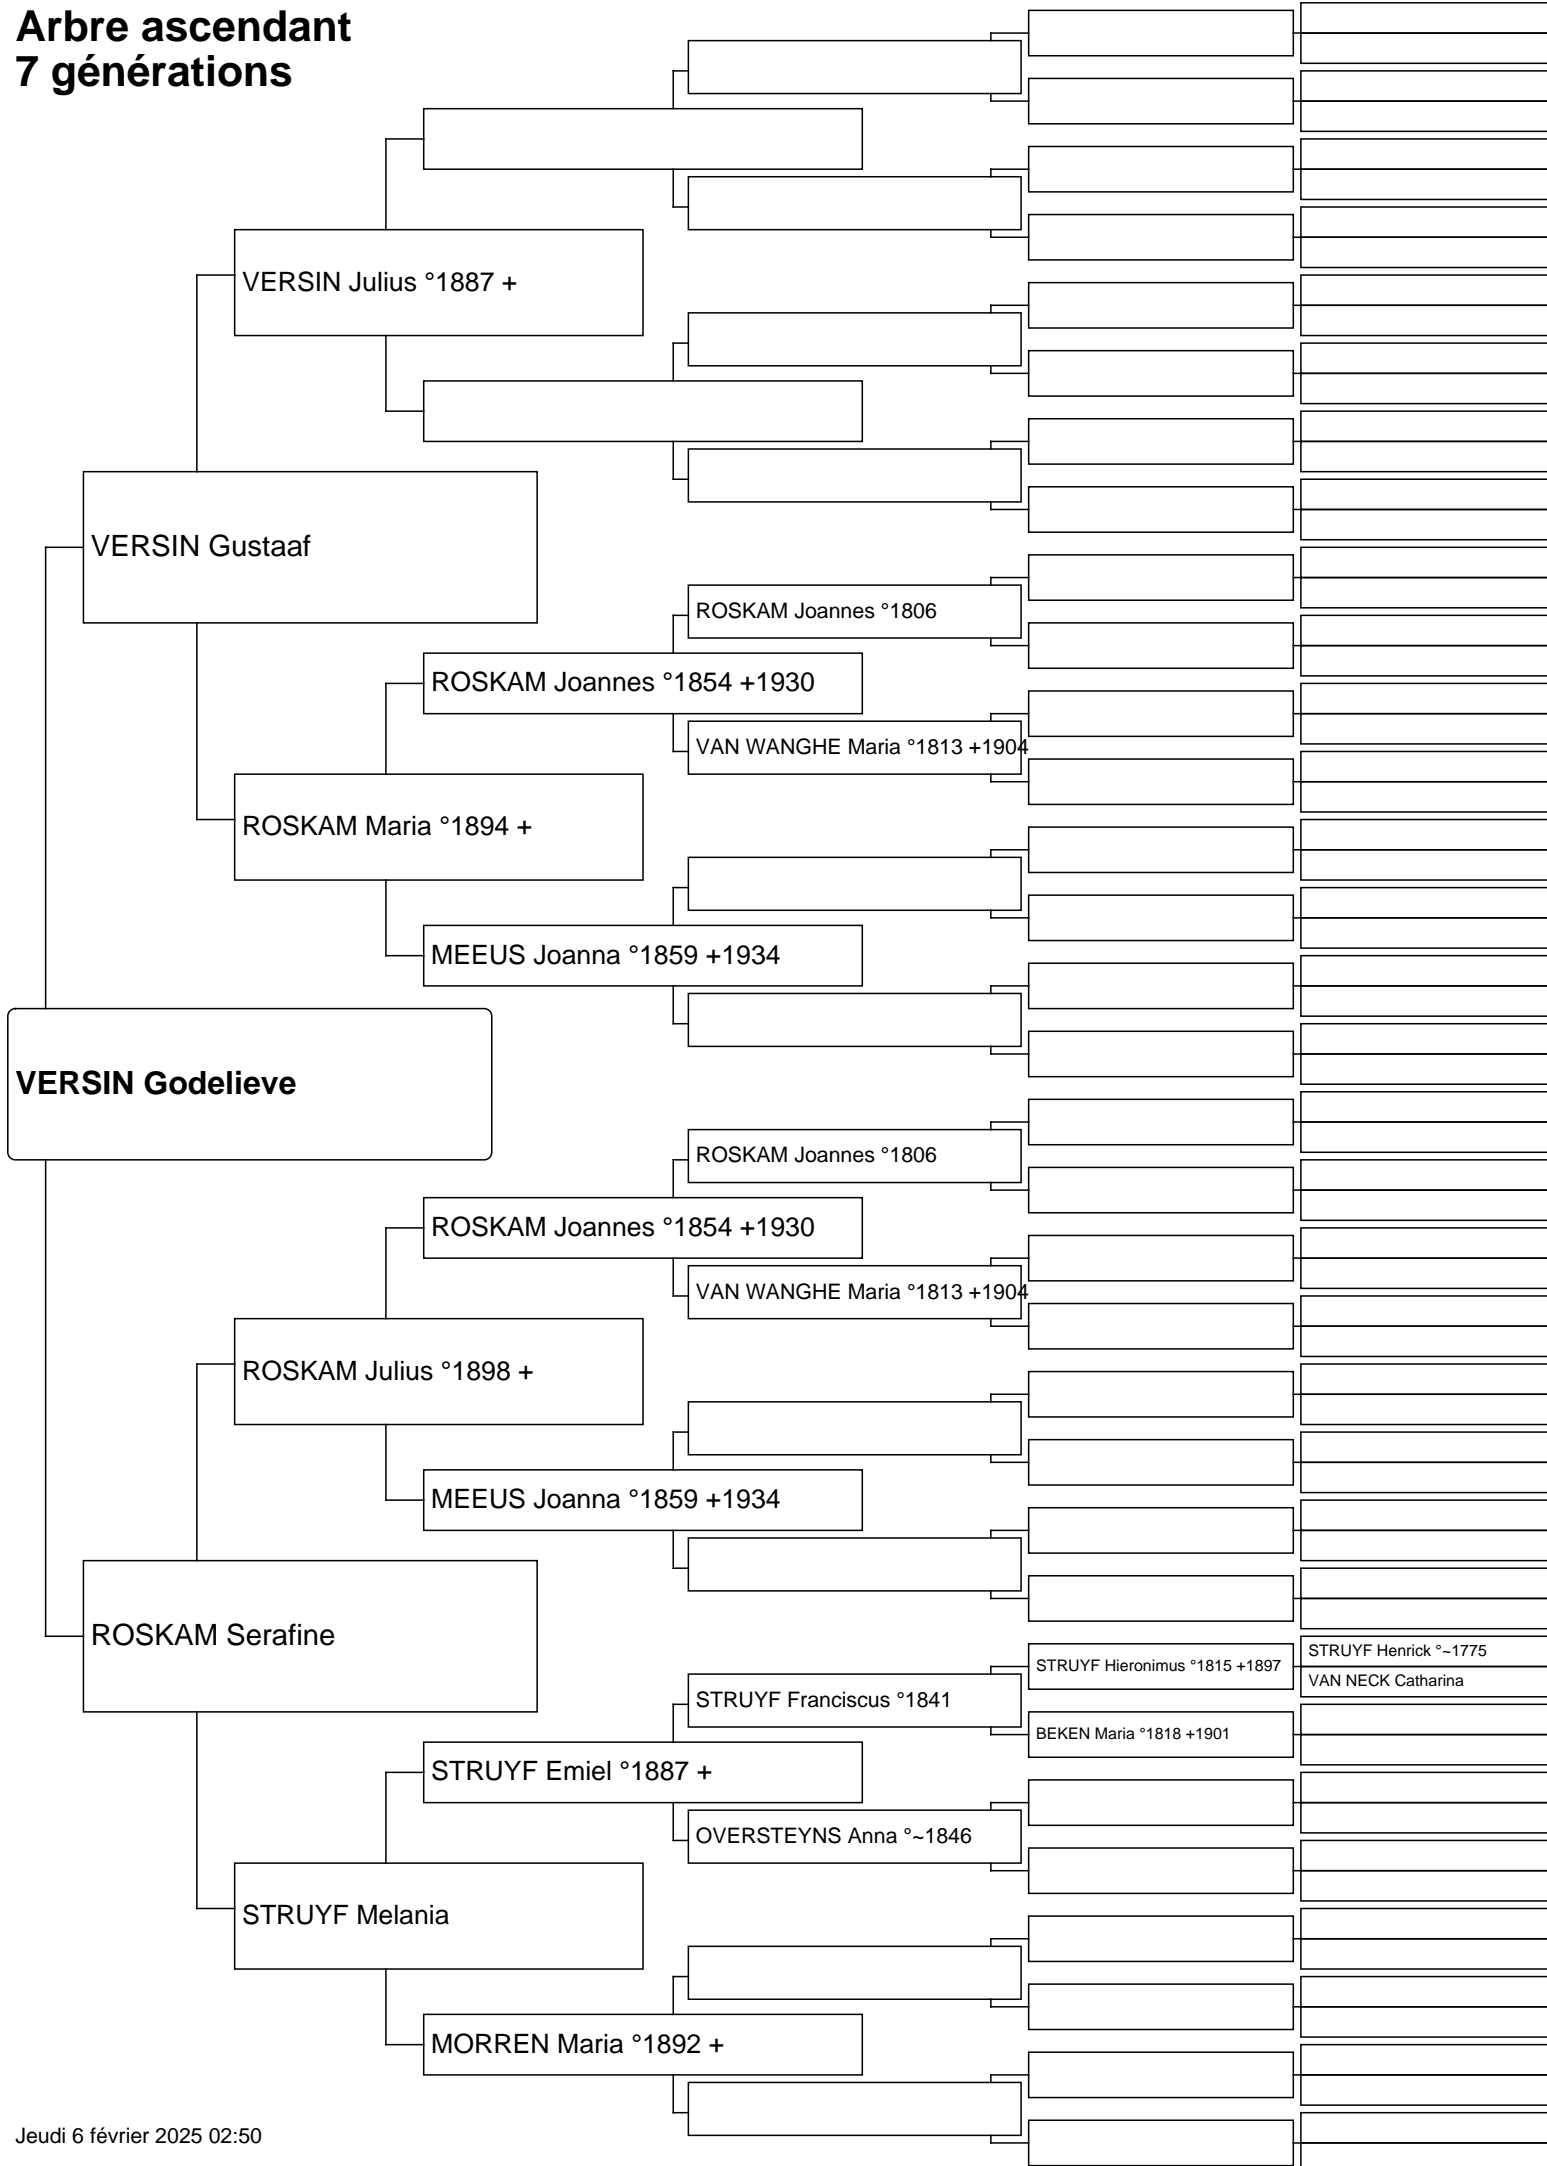 Arbre ascendant
7 générations
VERSIN Julius °1887 +
VERSIN Gustaaf
ROSKAM Joannes °1806
ROSKAM Joannes °1854 +1930
VAN WANGHE Maria °1813 +1904
ROSKAM Maria °1894 +
MEEUS Joanna °1859 +1934
VERSIN Godelieve
ROSKAM Joannes °1806
ROSKAM Joannes °1854 +1930
VAN WANGHE Maria °1813 +1904
ROSKAM Julius °1898 +
MEEUS Joanna °1859 +1934
ROSKAM Serafine
STRUYF Henrick °~1775
STRUYF Hieronimus °1815 +1897
VAN NECK Catharina
STRUYF Franciscus °1841
BEKEN Maria °1818 +1901
STRUYF Emiel °1887 +
OVERSTEYNS Anna °~1846
STRUYF Melania
MORREN Maria °1892 +
Jeudi 6 février 2025 02:50